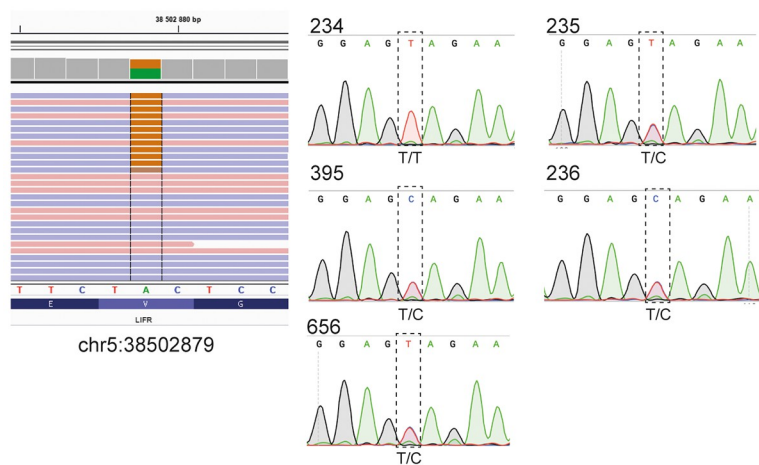 38 502 880 bp
T T C T A C T C C
E V G
LIFR
chr5:38502879
234
G G A G T A G A A
T/T
235
G G A G T A G A A
T/C
395
G G A G C A G A A
T/C
236
G G A G C A G A A
T/C
656
G G A G T A G A A
T/C